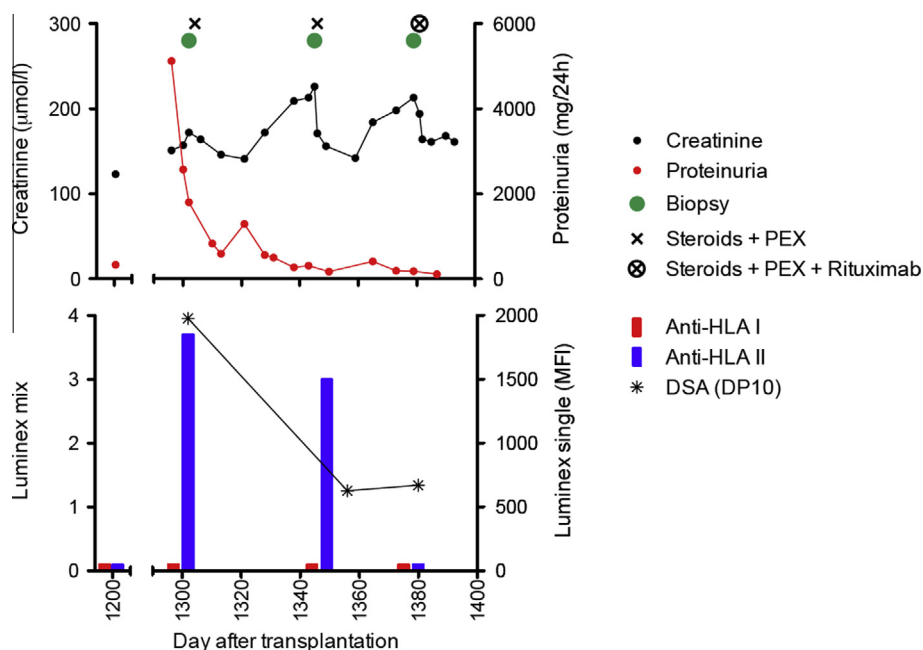 300
200
100
0
Creatinine (μmol/l)
6000
4000
2000
0
Proteinuria (mg/24h)
Creatinine
Proteinuria
Biopsy
Steroids + PEX
Steroids + PEX + Rituximab
Anti-HLA I
Anti-HLA II
DSA (DP10)
4
3
2
1
0
Luminex mix
2000
1500
1000
500
0
Luminex single (MFI)
1200
1300
1320
1340
1360
1380
1400
Day after transplantation